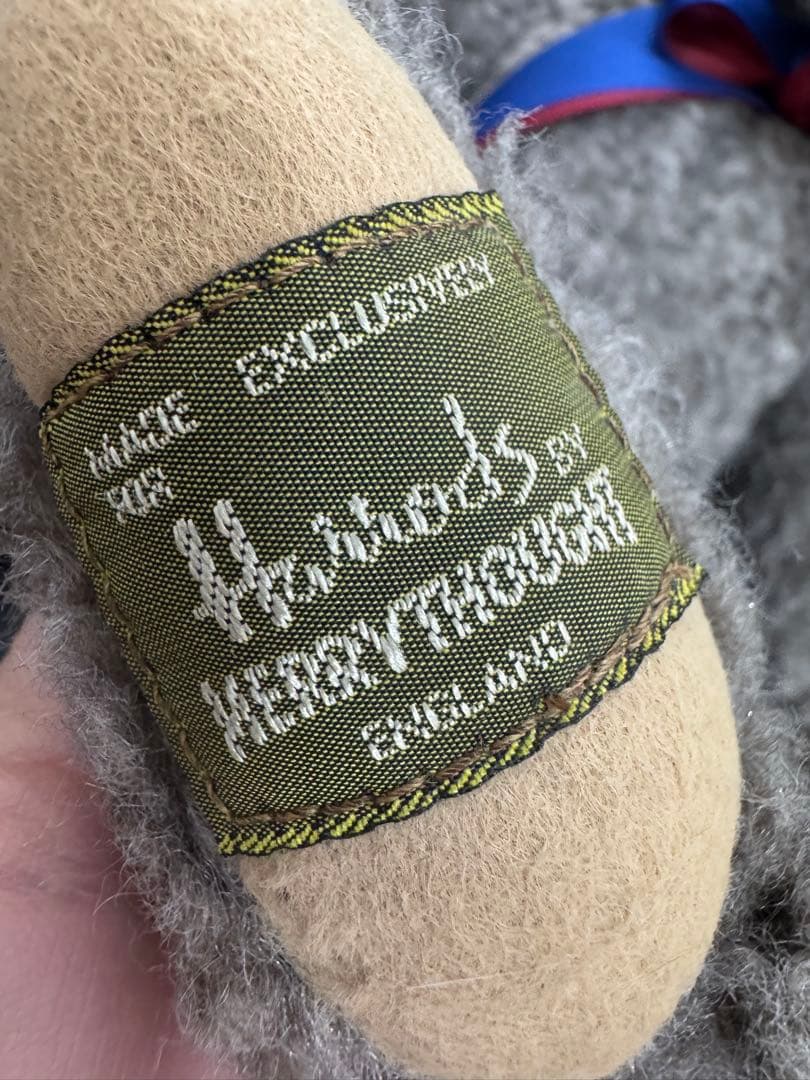 MADE EXCLUSIVELY
FOR Harrods BY
MERRYTHOUGHT
ENGLAND